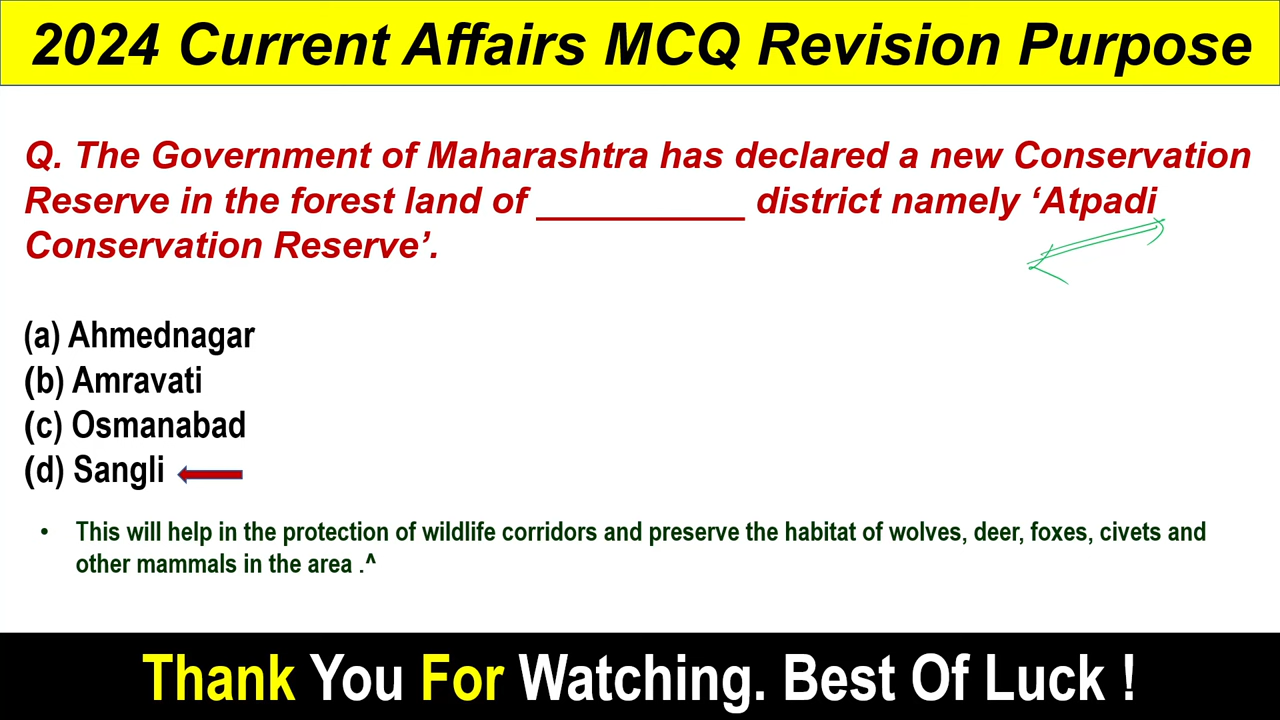 2024 Current Affairs MCQ Revision Purpose
Q. The Government of Maharashtra has declared a new Conservation
Reserve in the forest land of __________ district namely ‘Atpadi
Conservation Reserve’.
(a) Ahmednagar
(b) Amravati
(c) Osmanabad
(d) Sangli
• This will help in the protection of wildlife corridors and preserve the habitat of wolves, deer, foxes, civets and
other mammals in the area .^
Thank You For Watching. Best Of Luck !